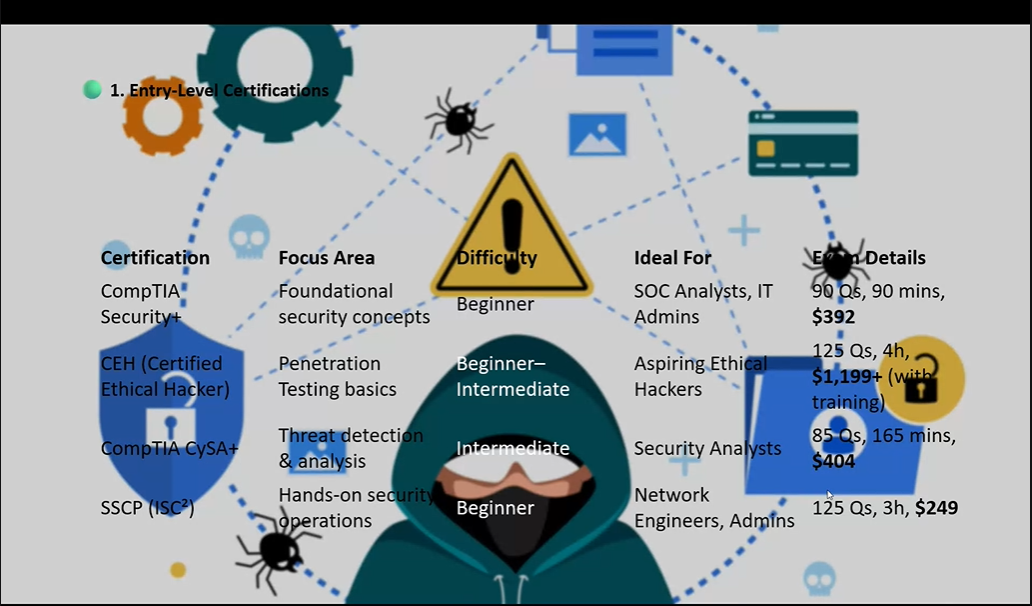 1. Entry-Level Certifications
Certification Focus Area Difficulty Ideal For Exam Details
CompTIA Security+ Foundational security concepts Beginner SOC Analysts, IT Admins 90 Qs, 90 mins, $392
CEH (Certified Ethical Hacker) Penetration Testing basics Beginner–Intermediate Aspiring Ethical Hackers 125 Qs, 4h, $1,199+ (with training)
CompTIA CySA+ Threat detection & analysis Intermediate Security Analysts 85 Qs, 165 mins, $404
SSCP (ISC²) Hands-on security operations Beginner Network Engineers, Admins 125 Qs, 3h, $249